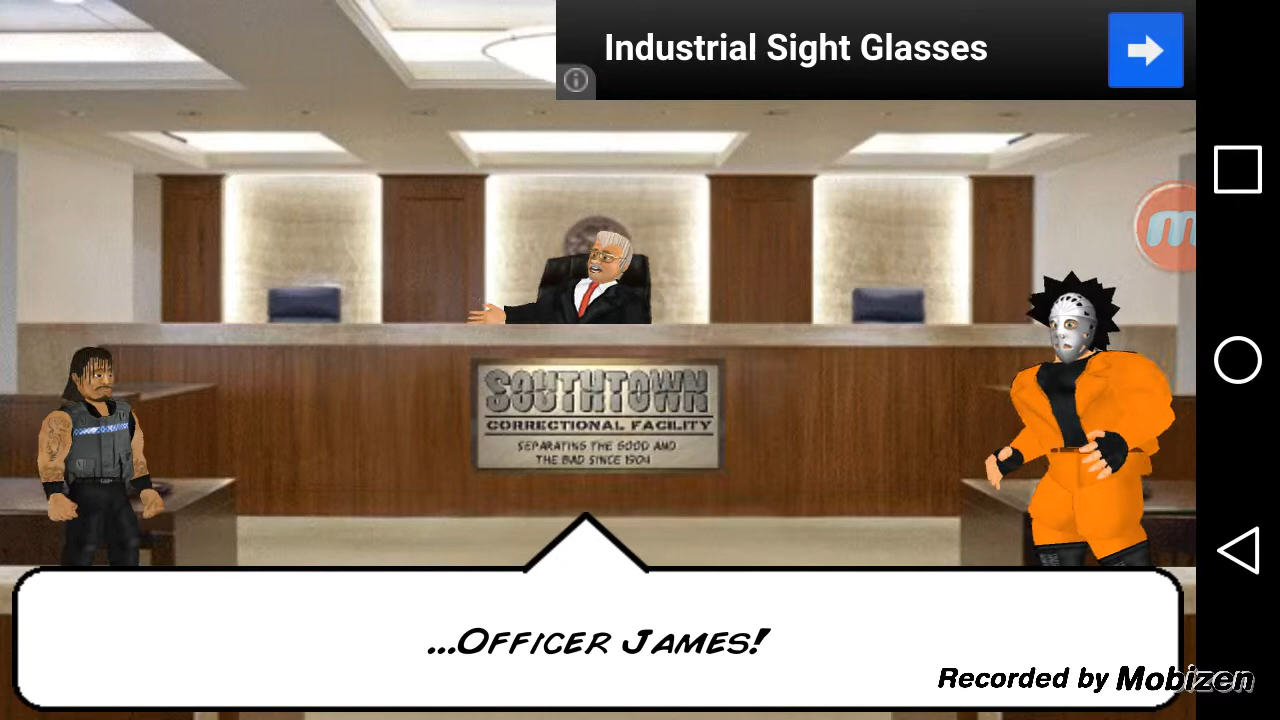 Industrial Sight Glasses
m
SOUTHTOWN
CORRECTIONAL FACILITY
SEPARATING THE GOOD AND
THE BAD SINCE 1904
...OFFICER JAMES!
Recorded by Mobizen